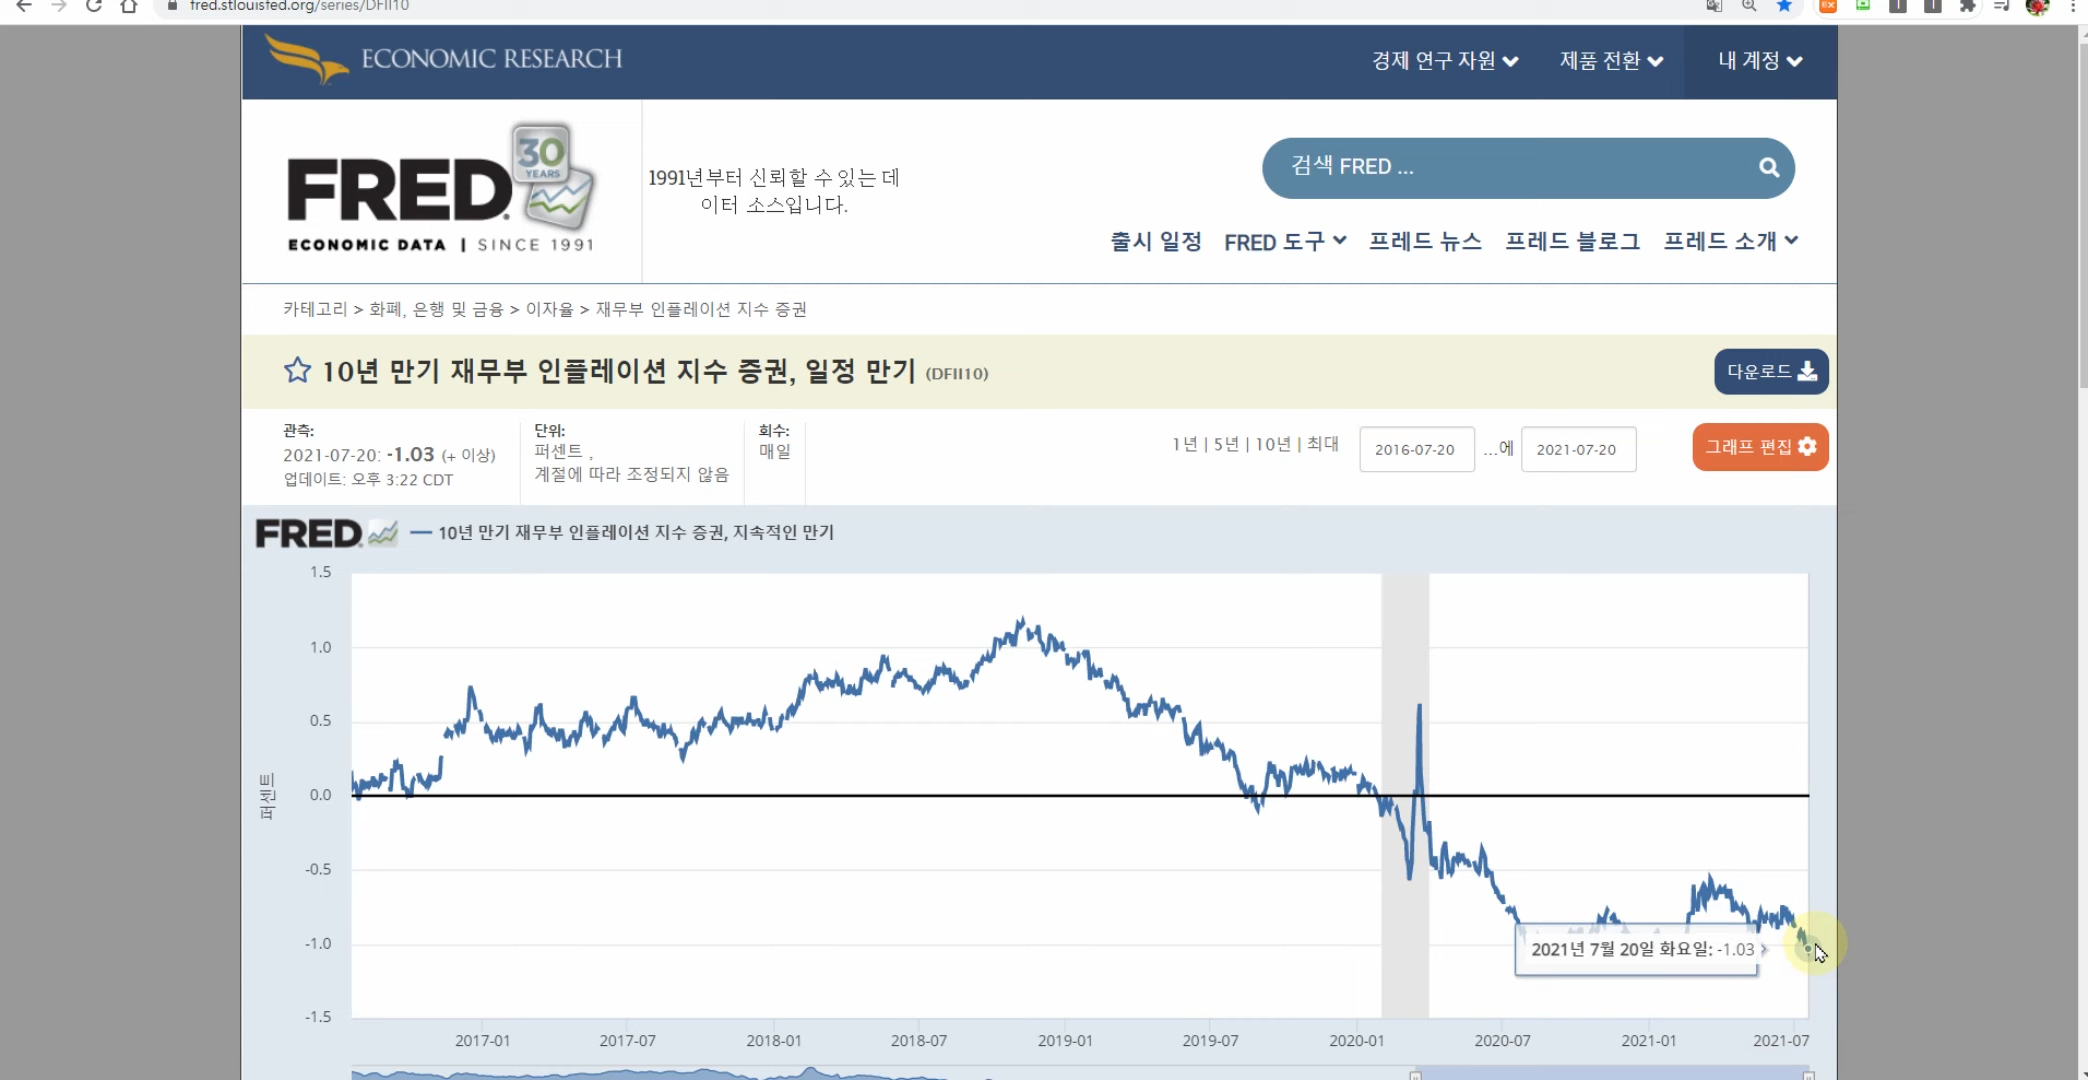 fred.stlouisfed.org/series/DFII10
ECONOMIC RESEARCH
경제 연구 자원
제품 전환
내 계정
FRED
30
YEARS
ECONOMIC DATA | SINCE 1991
1991년부터 신뢰할 수 있는 데
이터 소스입니다.
검색 FRED ...
출시 일정 FRED 도구 프레드 뉴스 프레드 블로그 프레드 소개
카테고리 > 화폐, 은행 및 금융 > 이자율 > 재무부 인플레이션 지수 증권
10년 만기 재무부 인플레이션 지수 증권, 일정 만기 (DFII10)
다운로드
관측:
2021-07-20: -1.03 (+ 이상)
업데이트: 오후 3:22 CDT
단위:
퍼센트 ,
계절에 따라 조정되지 않음
회수:
매일
1년 | 5년 | 10년 | 최대
2016-07-20
...에
2021-07-20
그래프 편집
FRED
10년 만기 재무부 인플레이션 지수 증권, 지속적인 만기
1.5
1.0
0.5
0.0
-0.5
-1.0
-1.5
퍼센트
2021년 7월 20일 화요일: -1.03
2017-01
2017-07
2018-01
2018-07
2019-01
2019-07
2020-01
2020-07
2021-01
2021-07